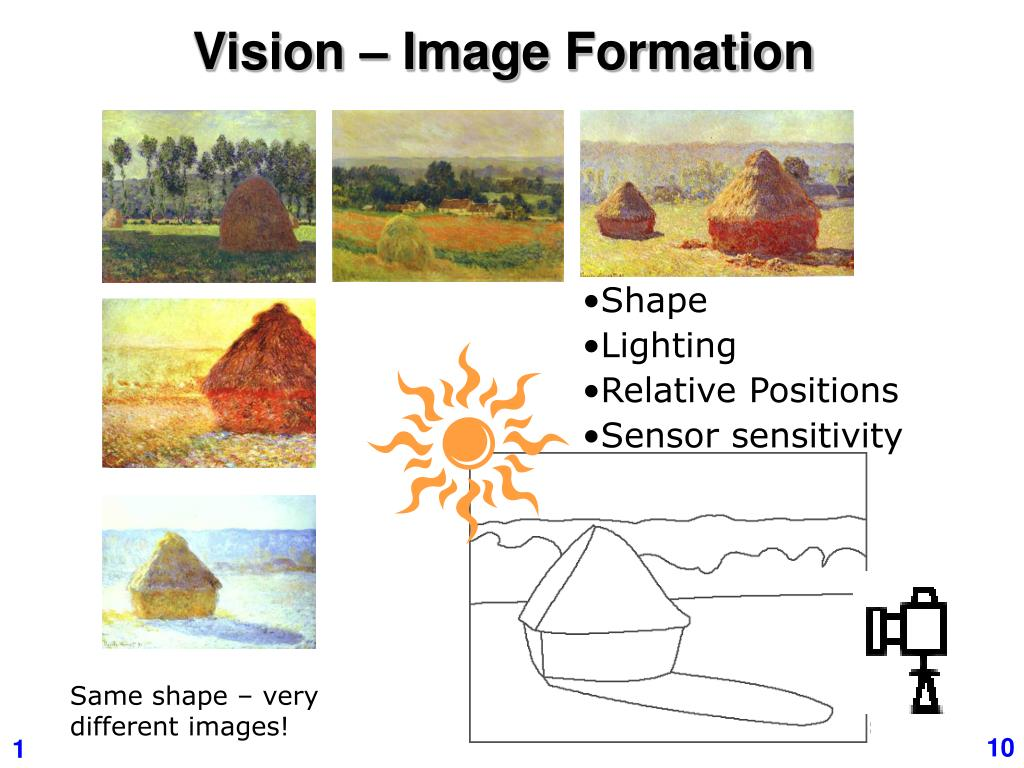 Vision – Image Formation
•Shape
•Lighting
•Relative Positions
•Sensor sensitivity
Same shape – very
different images!
1
10